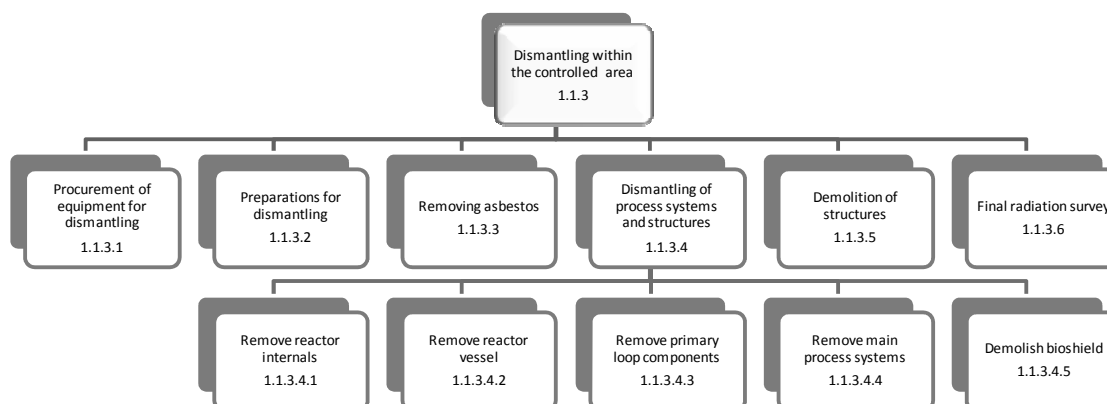 Dismantling within
the controlled area
1.1.3
Procurement of
equipment for
dismantling
1.1.3.1
Preparations for
dismantling
1.1.3.2
Removing asbestos
1.1.3.3
Dismantling of
process systems
and structures
1.1.3.4
Demolition of
structures
1.1.3.5
Final radiation survey
1.1.3.6
Remove reactor
internals
1.1.3.4.1
Remove reactor
vessel
1.1.3.4.2
Remove primary
loop components
1.1.3.4.3
Remove main
process systems
1.1.3.4.4
Demolish bioshield
1.1.3.4.5